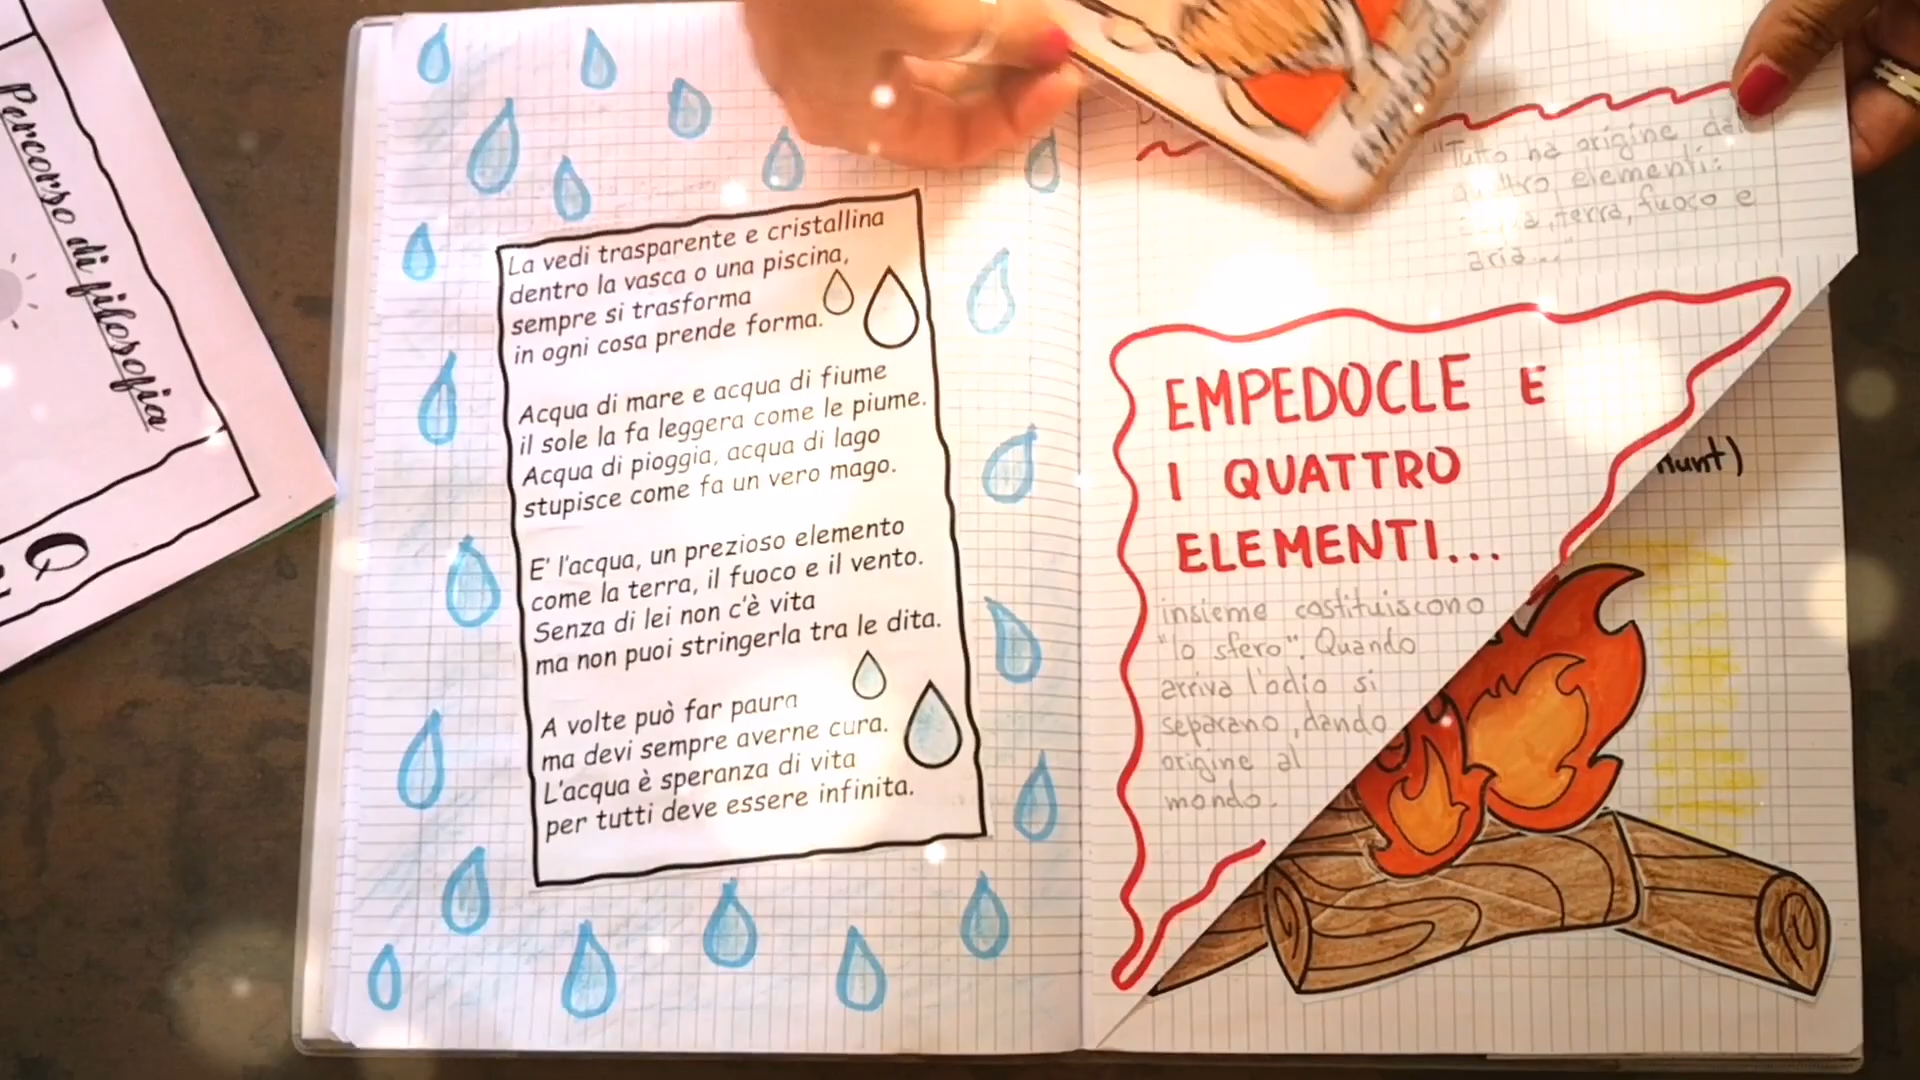 Percorso di filosofia
Q
La vedi trasparente e cristallina
dentro la vasca o una piscina,
sempre si trasforma
in ogni cosa prende forma.
Acqua di mare e acqua di fiume
il sole la fa leggera come le piume.
Acqua di pioggia, acqua di lago
stupisce come fa un vero mago.
E' l'acqua, un prezioso elemento
come la terra, il fuoco e il vento.
Senza di lei non c'è vita
ma non puoi stringerla tra le dita.
A volte può far paura
ma devi sempre averne cura.
L'acqua è speranza di vita
per tutti deve essere infinita.
"Tutto ha origine dai
quattro elementi:
terra, fuoco e
aria..."
EMPEDOCLE E
I QUATTRO
ELEMENTI...
insieme costituiscono
"lo sfero". Quando
arriva l'odio si
separano, dando
origine al
mondo.